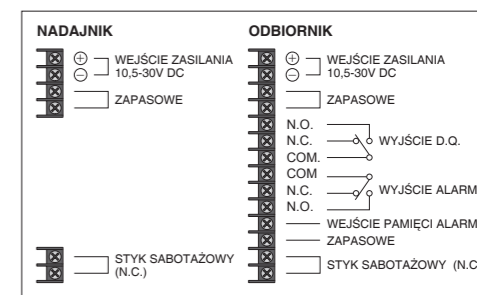 NADAJNIK
⊕ WEJŚCIE ZASILANIA
⊖ 10,5-30V DC
ZAPASOWE
STYK SABOTAŻOWY
(N.C.)
ODBIORNIK
⊕ WEJŚCIE ZASILANIA
⊖ 10,5-30V DC
ZAPASOWE
N.O.
N.C. WYJŚCIE D.Q.
COM.
COM
N.C. WYJŚCIE ALARM
N.O.
WEJŚCIE PAMIĘCI ALARM
ZAPASOWE
STYK SABOTAŻOWY (N.C